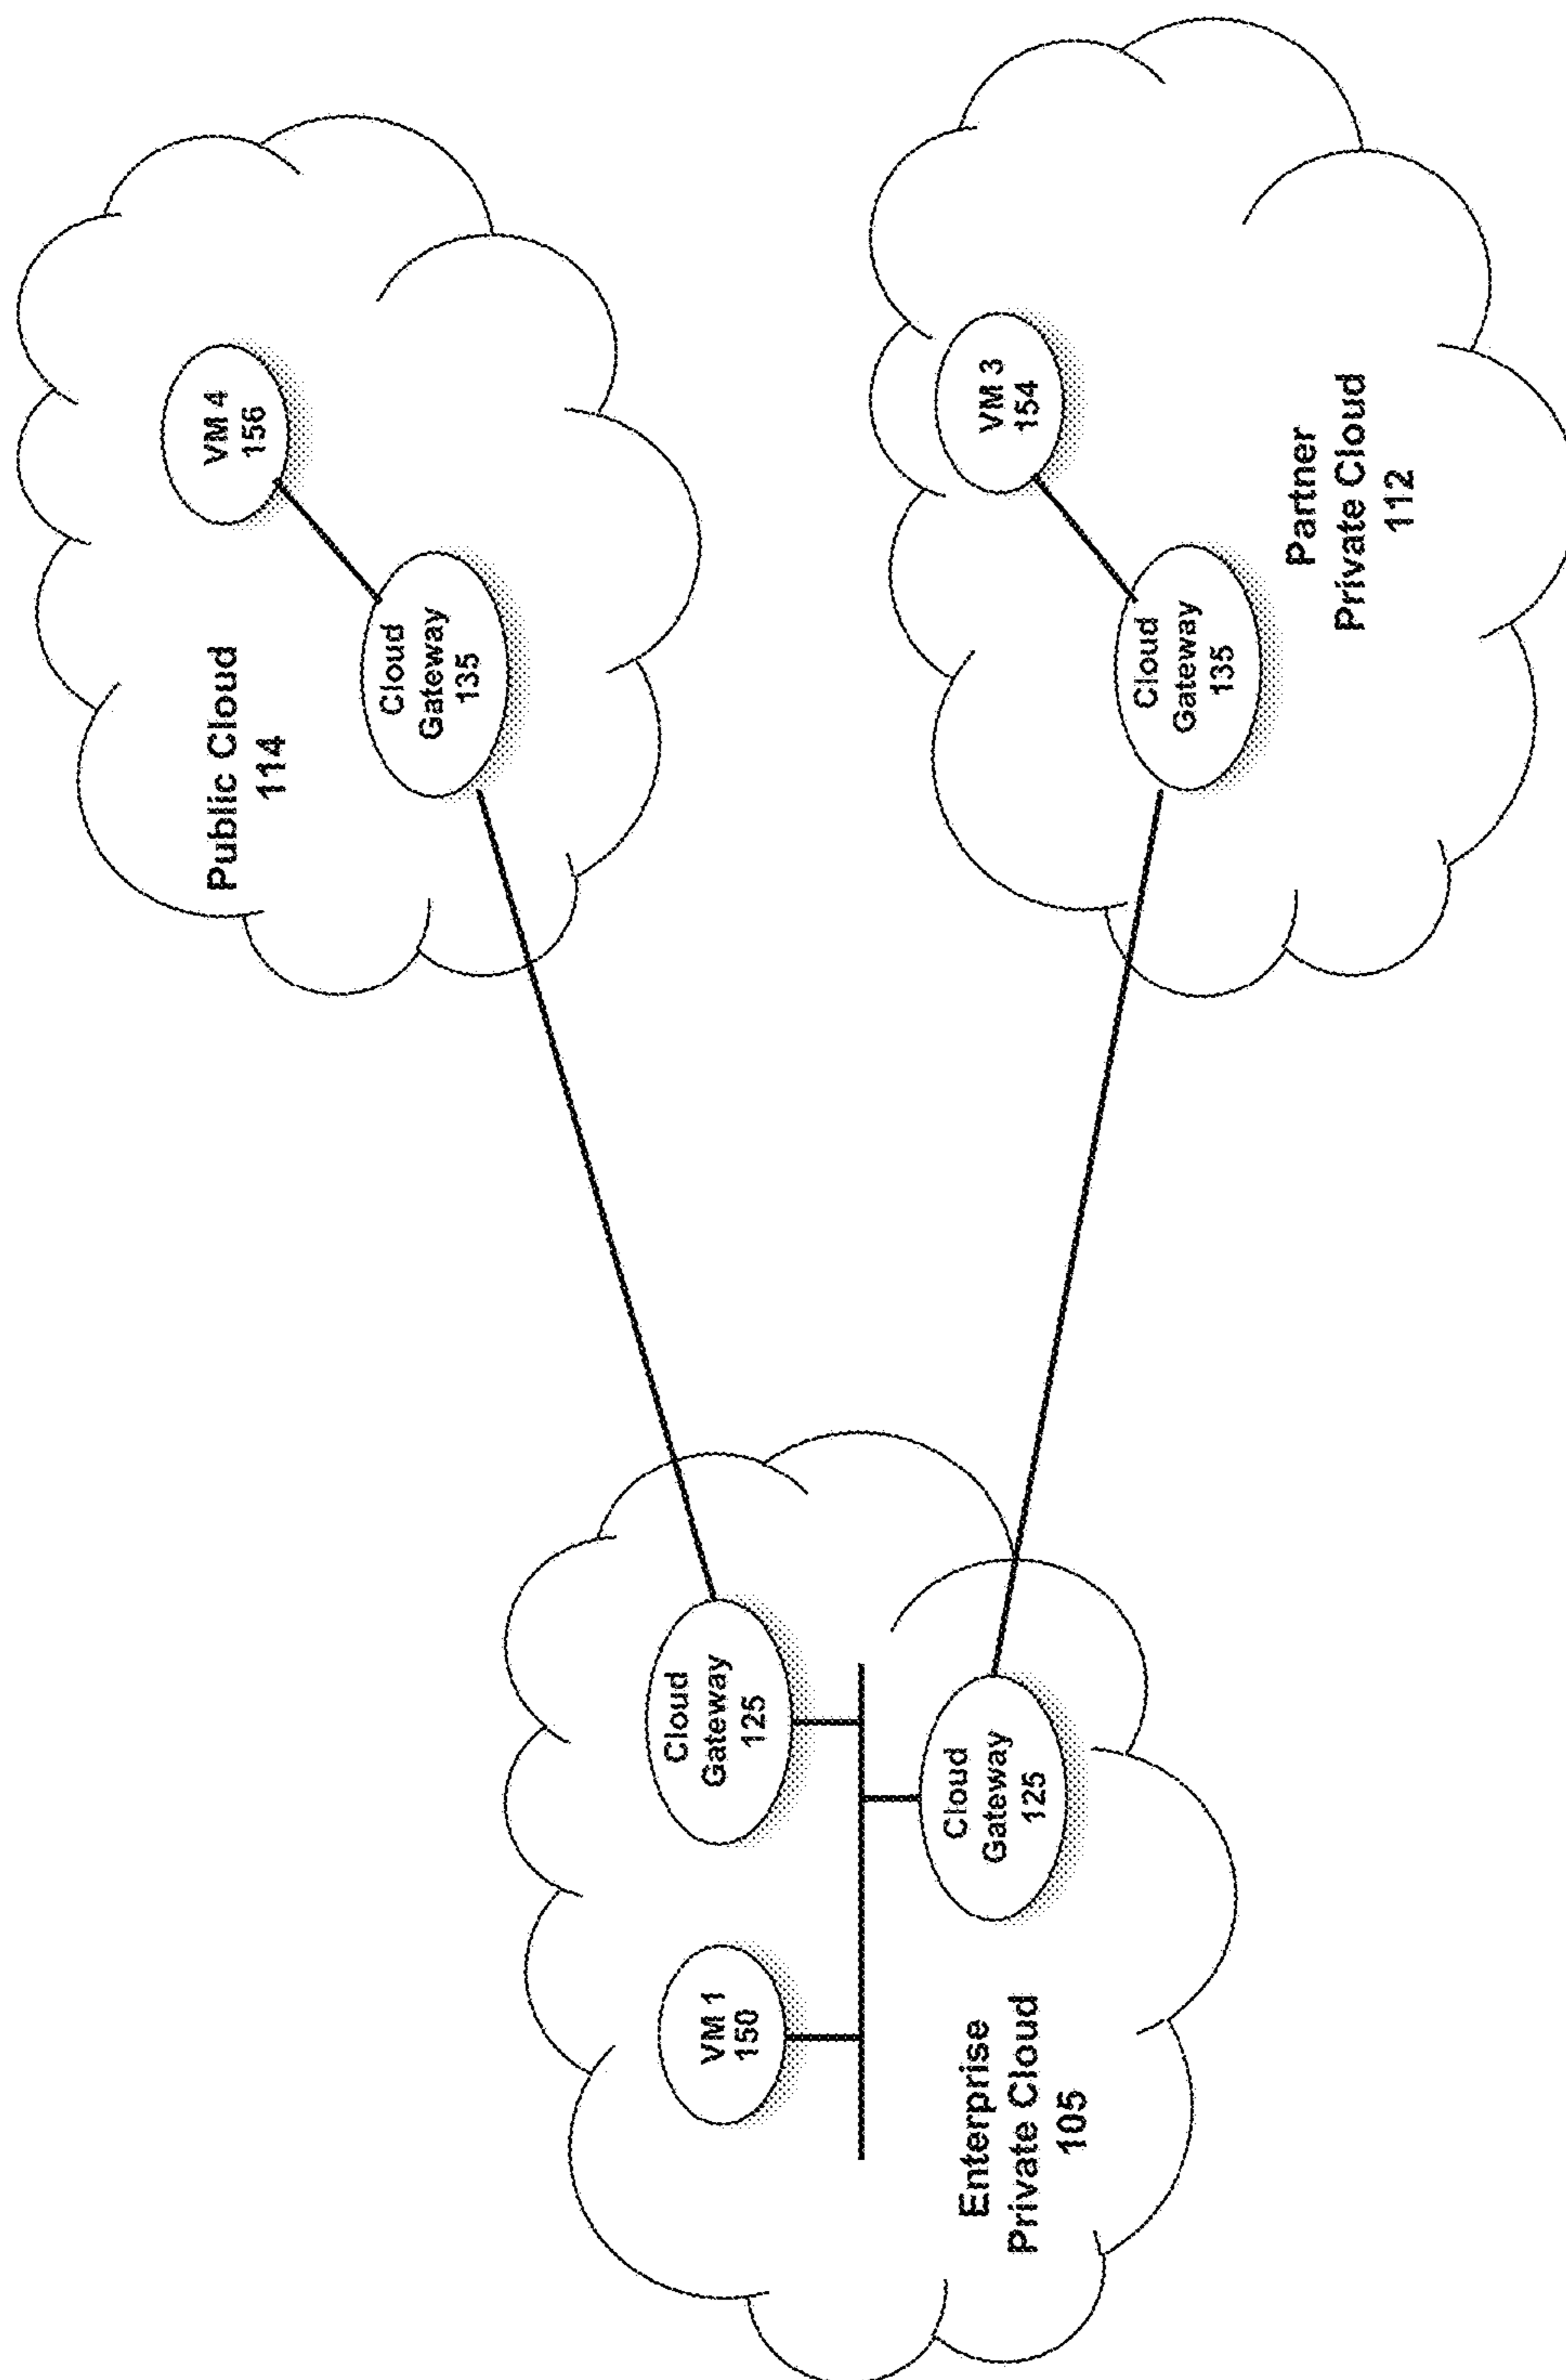 Public Cloud
114
VM 4
156
Cloud
Gateway
135
VM 3
154
Cloud
Gateway
135
Partner
Private Cloud
112
VM 1
150
Cloud
Gateway
125
Cloud
Gateway
125
Enterprise
Private Cloud
105